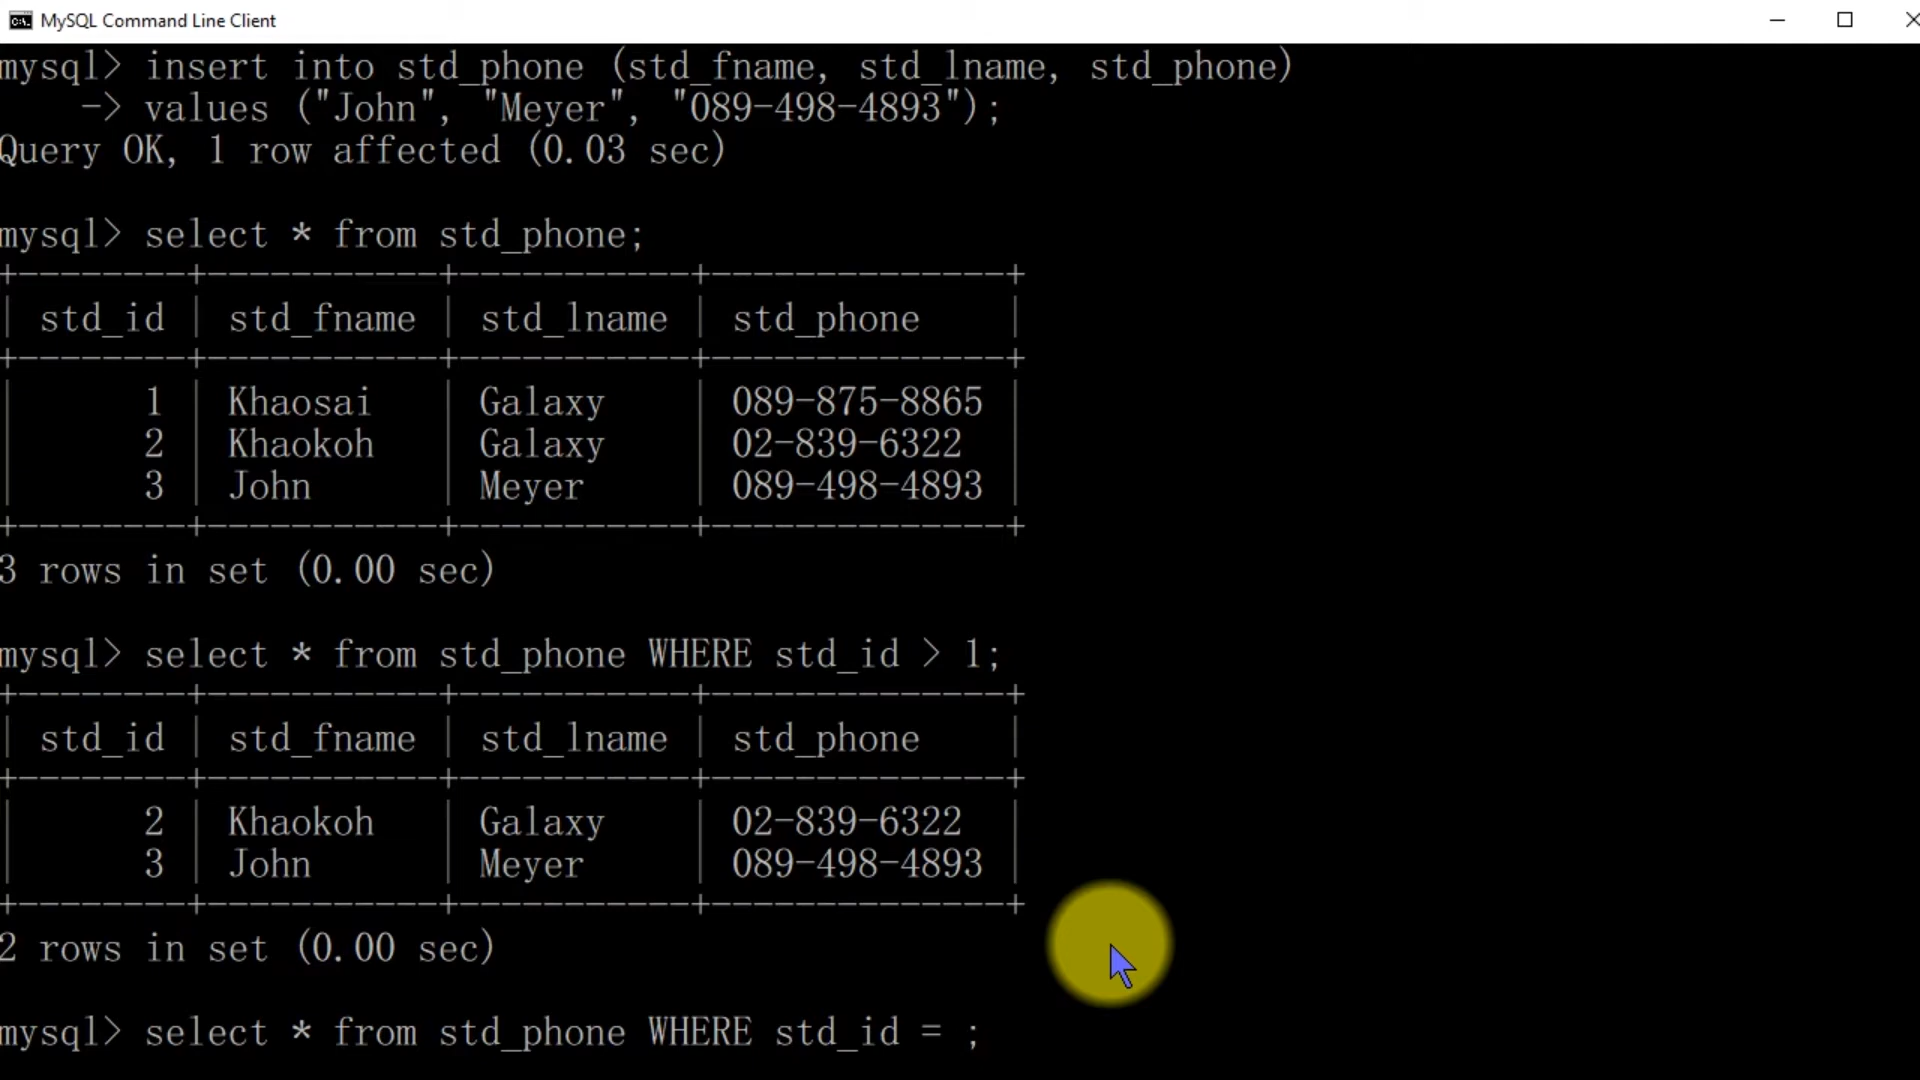 MySQL Command Line Client
mysql> insert into std_phone (std_fname, std_lname, std_phone)
-> values ("John", "Meyer", "089-498-4893");
Query OK, 1 row affected (0.03 sec)
mysql> select * from std_phone;
+--------+-----------+-----------+--------------+
| std_id | std_fname | std_lname | std_phone    |
+--------+-----------+-----------+--------------+
|      1 | Khaosai   | Galaxy    | 089-875-8865 |
|      2 | Khaokoh   | Galaxy    | 02-839-6322  |
|      3 | John      | Meyer     | 089-498-4893 |
+--------+-----------+-----------+--------------+
3 rows in set (0.00 sec)
mysql> select * from std_phone WHERE std_id > 1;
+--------+-----------+-----------+--------------+
| std_id | std_fname | std_lname | std_phone    |
+--------+-----------+-----------+--------------+
|      2 | Khaokoh   | Galaxy    | 02-839-6322  |
|      3 | John      | Meyer     | 089-498-4893 |
+--------+-----------+-----------+--------------+
2 rows in set (0.00 sec)
mysql> select * from std_phone WHERE std_id = ;